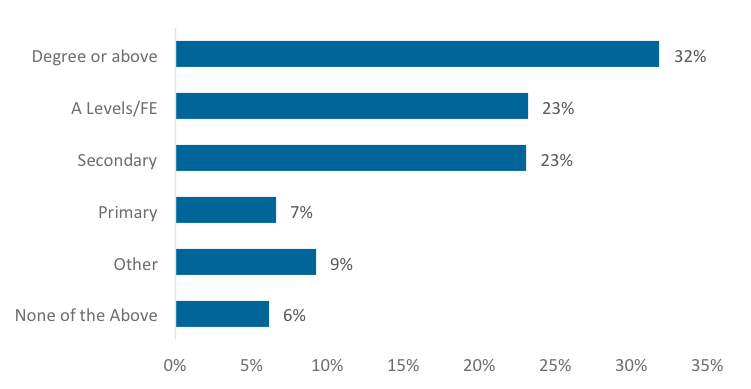 Degree or above 32%
A Levels/FE 23%
Secondary 23%
Primary 7%
Other 9%
None of the Above 6%
0% 5% 10% 15% 20% 25% 30% 35%